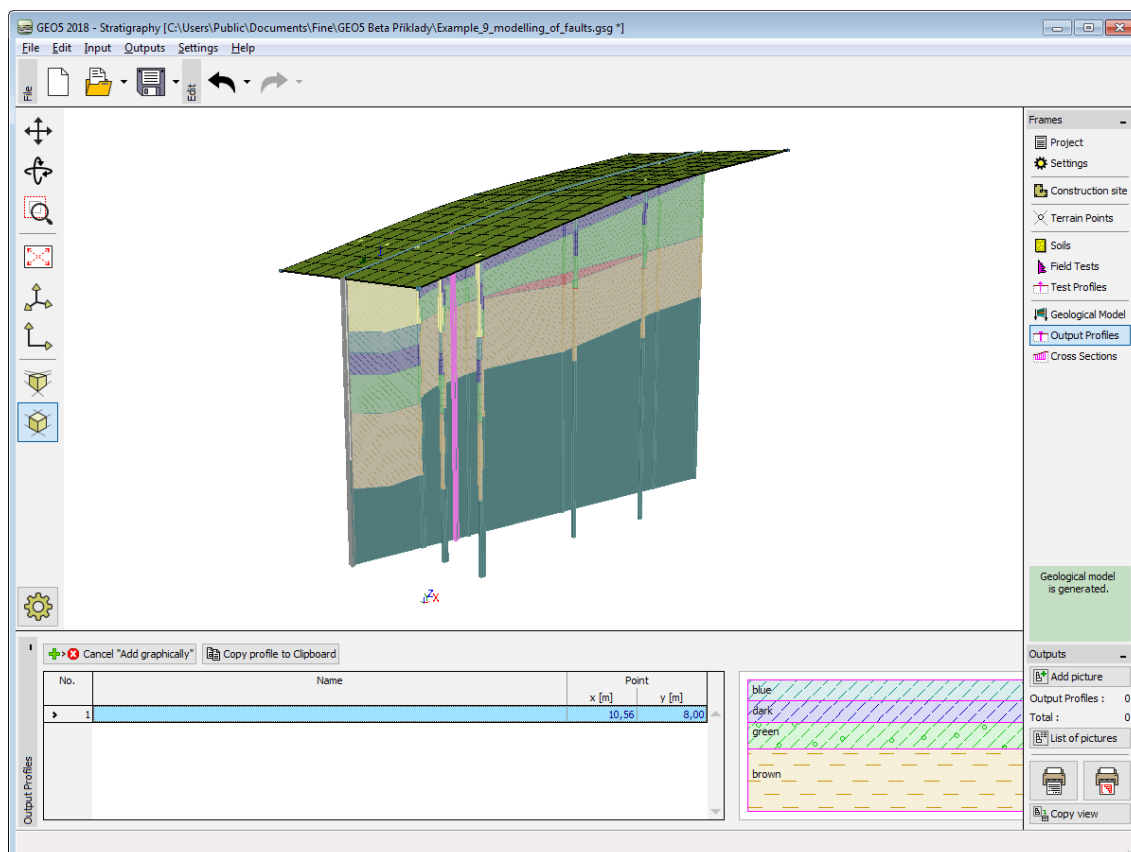 GEO5 2018 - Stratigraphy [C:\Users\Public\Documents\Fine\GEO5 Beta Příklady\Example_9_modelling_of_faults.gsg *]
File Edit Input Outputs Settings Help
File
Edit
Frames
Project
Settings
Construction site
Terrain Points
Soils
Field Tests
Test Profiles
Geological Model
Output Profiles
Cross Sections
Z X
Geological model
is generated.
Output Profiles
Cancel "Add graphically" Copy profile to Clipboard
No. Name Point
x [m] y [m]
1 10,56 8,00
blue
dark
green
brown
Outputs
Add picture
Output Profiles : 0
Total : 0
List of pictures
Copy view